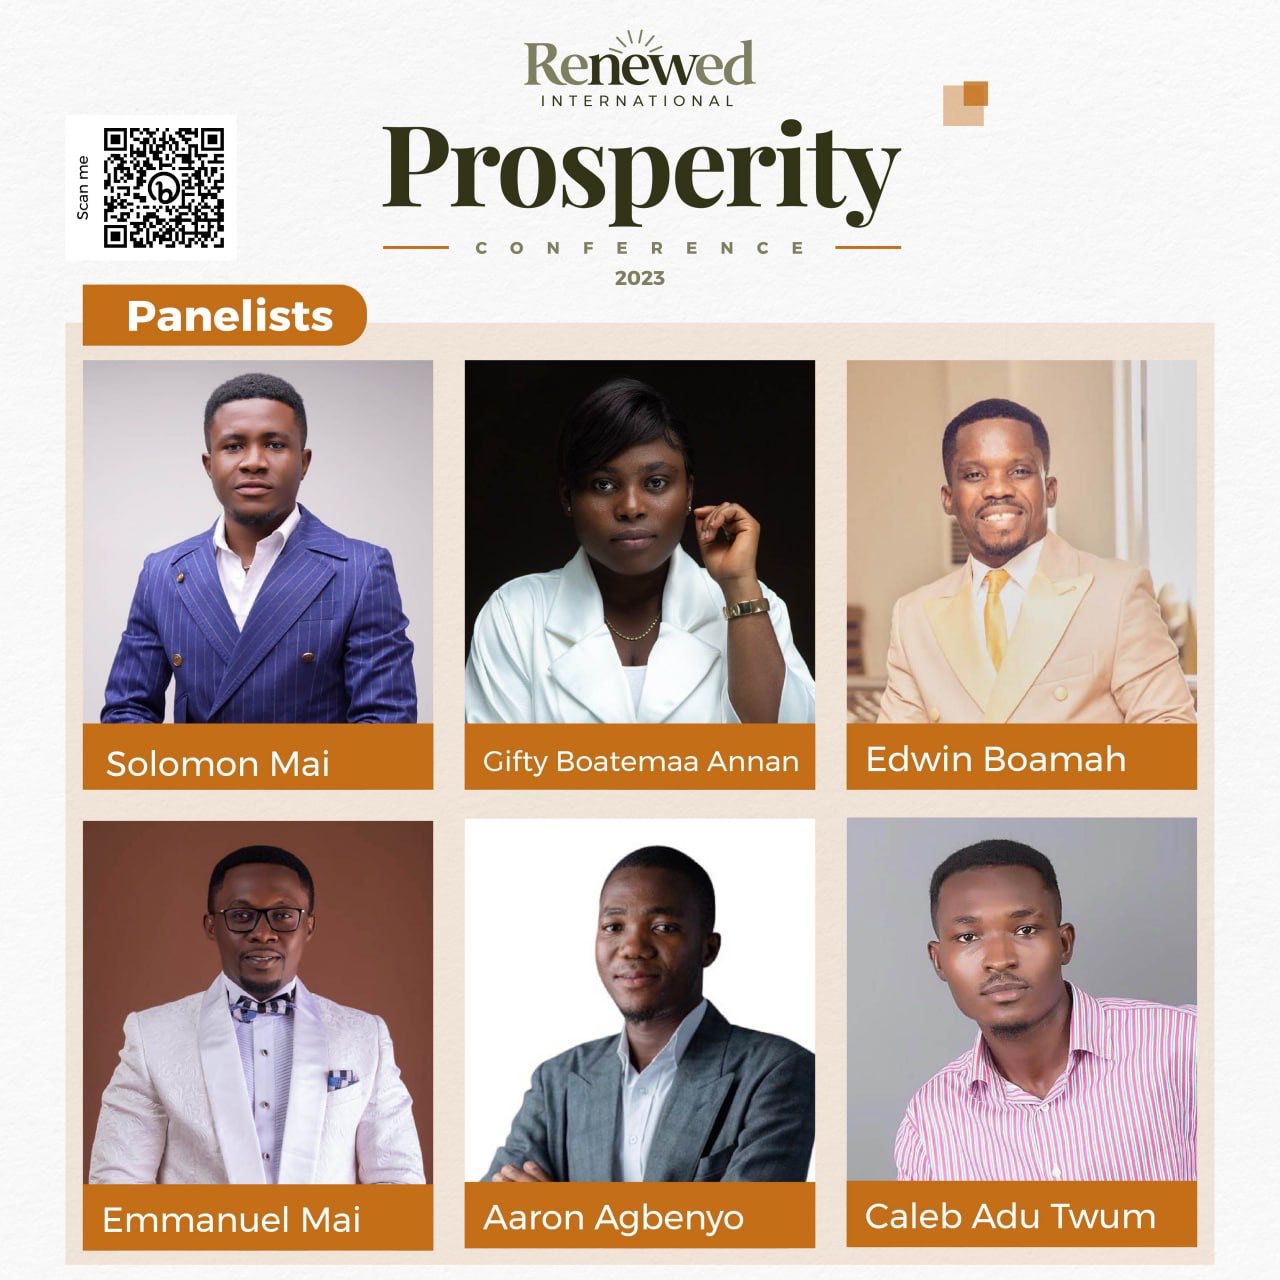 Renewed
INTERNATIONAL
Prosperity
CONFERENCE
2023
Scan me
Panelists
Solomon Mai
Gifty Boatemaa Annan
Edwin Boamah
Emmanuel Mai
Aaron Agbenyo
Caleb Adu Twum